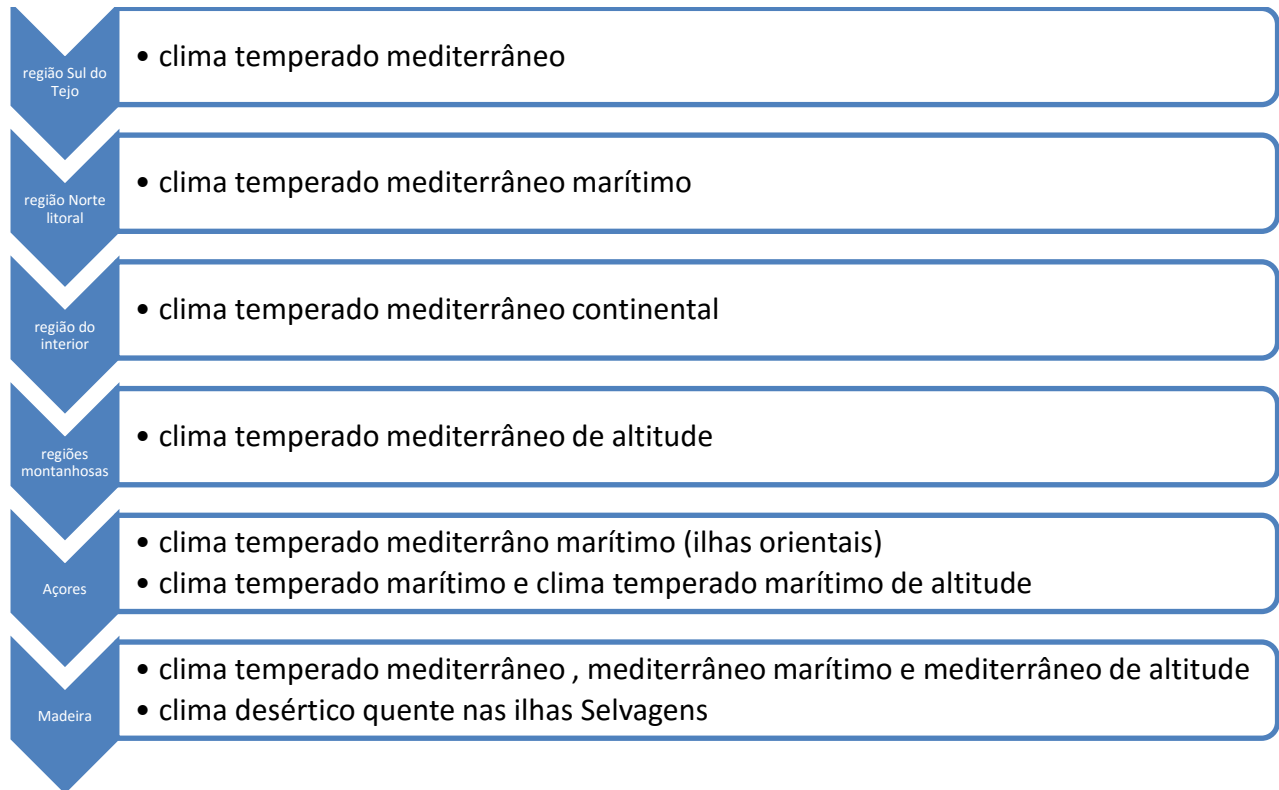 região Sul do
Tejo
• clima temperado mediterrâneo
região Norte
litoral
• clima temperado mediterrâneo marítimo
região do
interior
• clima temperado mediterrâneo continental
regiões
montanhosas
• clima temperado mediterrâneo de altitude
Açores
• clima temperado mediterrâno marítimo (ilhas orientais)
• clima temperado marítimo e clima temperado marítimo de altitude
Madeira
• clima temperado mediterrâneo , mediterrâneo marítimo e mediterrâneo de altitude
• clima desértico quente nas ilhas Selvagens